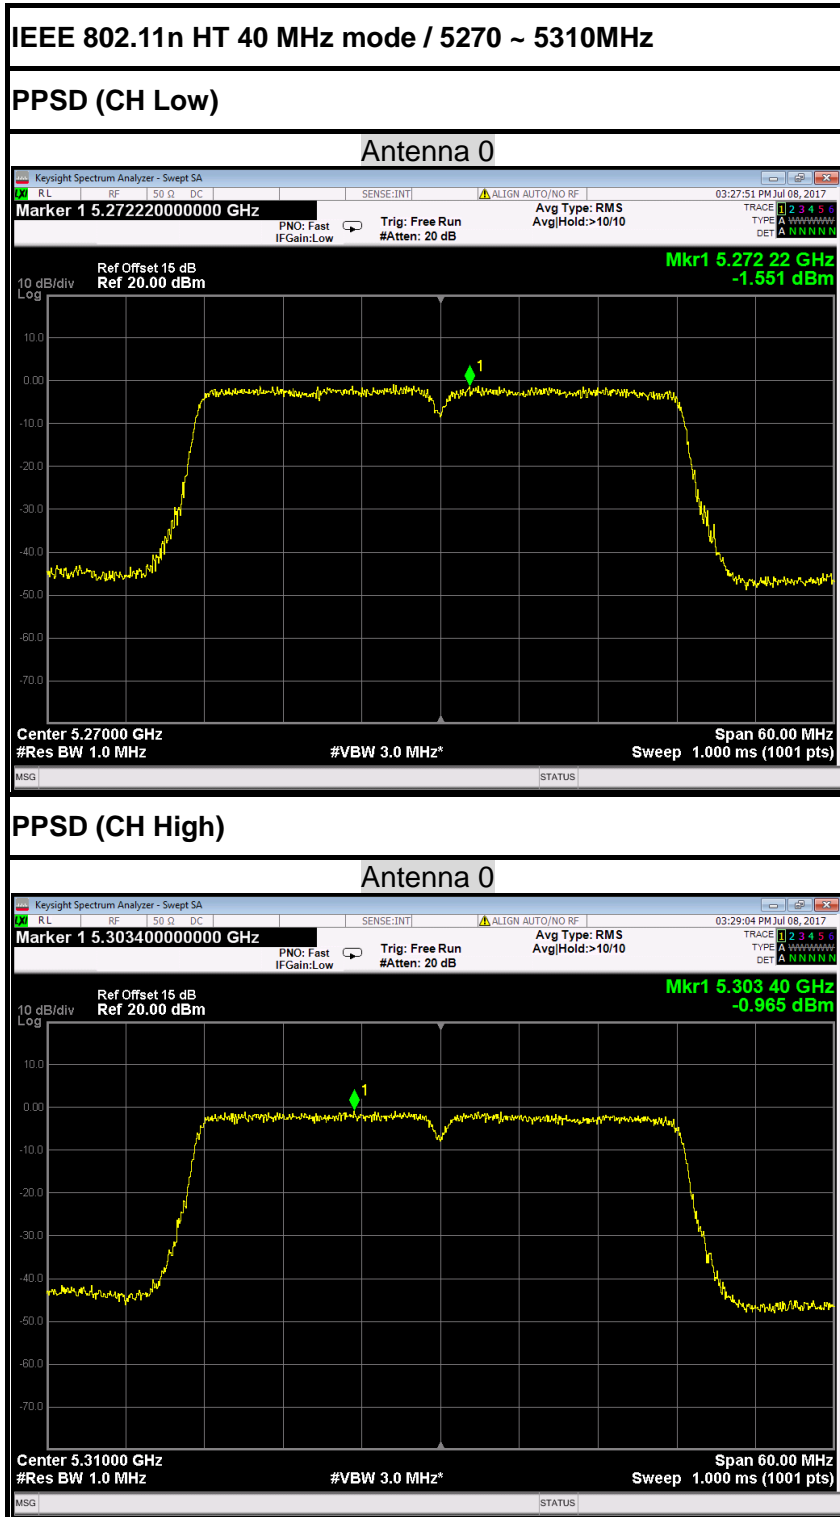 IEEE 802.11n HT 40 MHz mode / 5270 ~ 5310MHz
PPSD (CH Low)
Antenna 0
Keysight Spectrum Analyzer - Swept SA
LXI RL RF 50 Ω DC SENSE:INT ALIGN AUTO/NO RF 03:27:51 PM Jul 08, 2017
Marker 1 5.272220000000 GHz
PNO: Fast
IFGain:Low
Trig: Free Run
#Atten: 20 dB
Avg Type: RMS
Avg|Hold:>10/10
TRACE 1 2 3 4 5 6
TYPE A WWWWW
DET A N N N N N
Mkr1 5.272 22 GHz
-1.551 dBm
Ref Offset 15 dB
10 dB/div Ref 20.00 dBm
Log
10.0
1
0.00
-10.0
-20.0
-30.0
-40.0
-50.0
-60.0
-70.0
Center 5.27000 GHz Span 60.00 MHz
#Res BW 1.0 MHz #VBW 3.0 MHz* Sweep 1.000 ms (1001 pts)
MSG STATUS
PPSD (CH High)
Antenna 0
Keysight Spectrum Analyzer - Swept SA
LXI RL RF 50 Ω DC SENSE:INT ALIGN AUTO/NO RF 03:29:04 PM Jul 08, 2017
Marker 1 5.303400000000 GHz
PNO: Fast
IFGain:Low
Trig: Free Run
#Atten: 20 dB
Avg Type: RMS
Avg|Hold:>10/10
TRACE 1 2 3 4 5 6
TYPE A WWWWW
DET A N N N N N
Mkr1 5.303 40 GHz
-0.965 dBm
Ref Offset 15 dB
10 dB/div Ref 20.00 dBm
Log
10.0
1
0.00
-10.0
-20.0
-30.0
-40.0
-50.0
-60.0
-70.0
Center 5.31000 GHz Span 60.00 MHz
#Res BW 1.0 MHz #VBW 3.0 MHz* Sweep 1.000 ms (1001 pts)
MSG STATUS